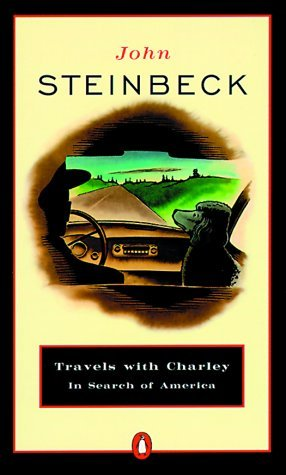 John
STEINBECK
Travels with Charley
In Search of America